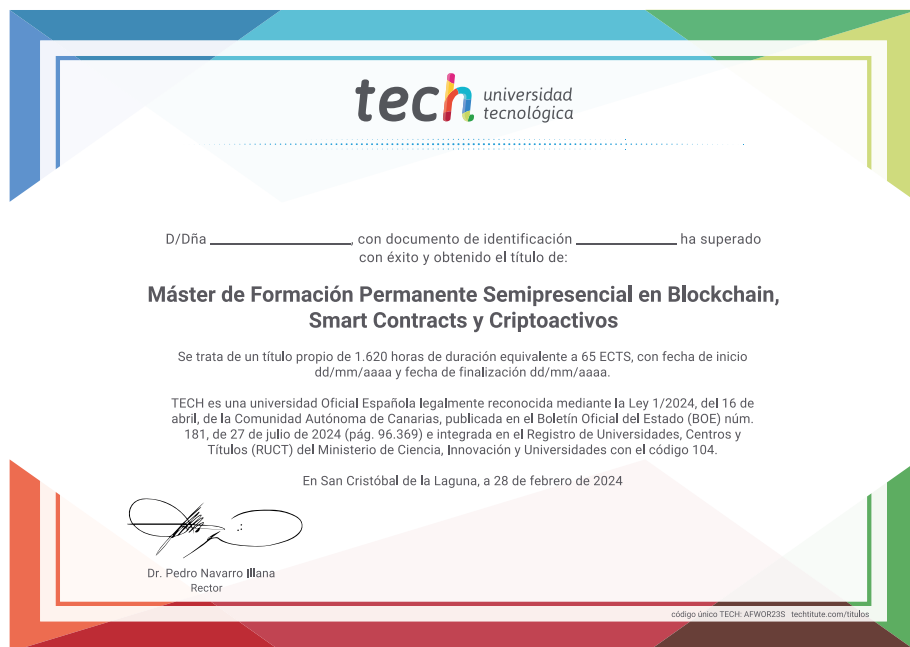 tech universidad
tecnológica
D/Dña ____________, con documento de identificación ____________ ha superado
con éxito y obtenido el título de:
Máster de Formación Permanente Semipresencial en Blockchain,
Smart Contracts y Criptoactivos
Se trata de un título propio de 1.620 horas de duración equivalente a 65 ECTS, con fecha de inicio
dd/mm/aaaa y fecha de finalización dd/mm/aaaa.
TECH es una universidad Oficial Española legalmente reconocida mediante la Ley 1/2024, del 16 de
abril, de la Comunidad Autónoma de Canarias, publicada en el Boletín Oficial del Estado (BOE) núm.
181, de 27 de julio de 2024 (pág. 96.369) e integrada en el Registro de Universidades, Centros y
Títulos (RUCT) del Ministerio de Ciencia, Innovación y Universidades con el código 104.
En San Cristóbal de la Laguna, a 28 de febrero de 2024
Dr. Pedro Navarro Illana
Rector
código único TECH: AFWOR23S techtitute.com/titulos